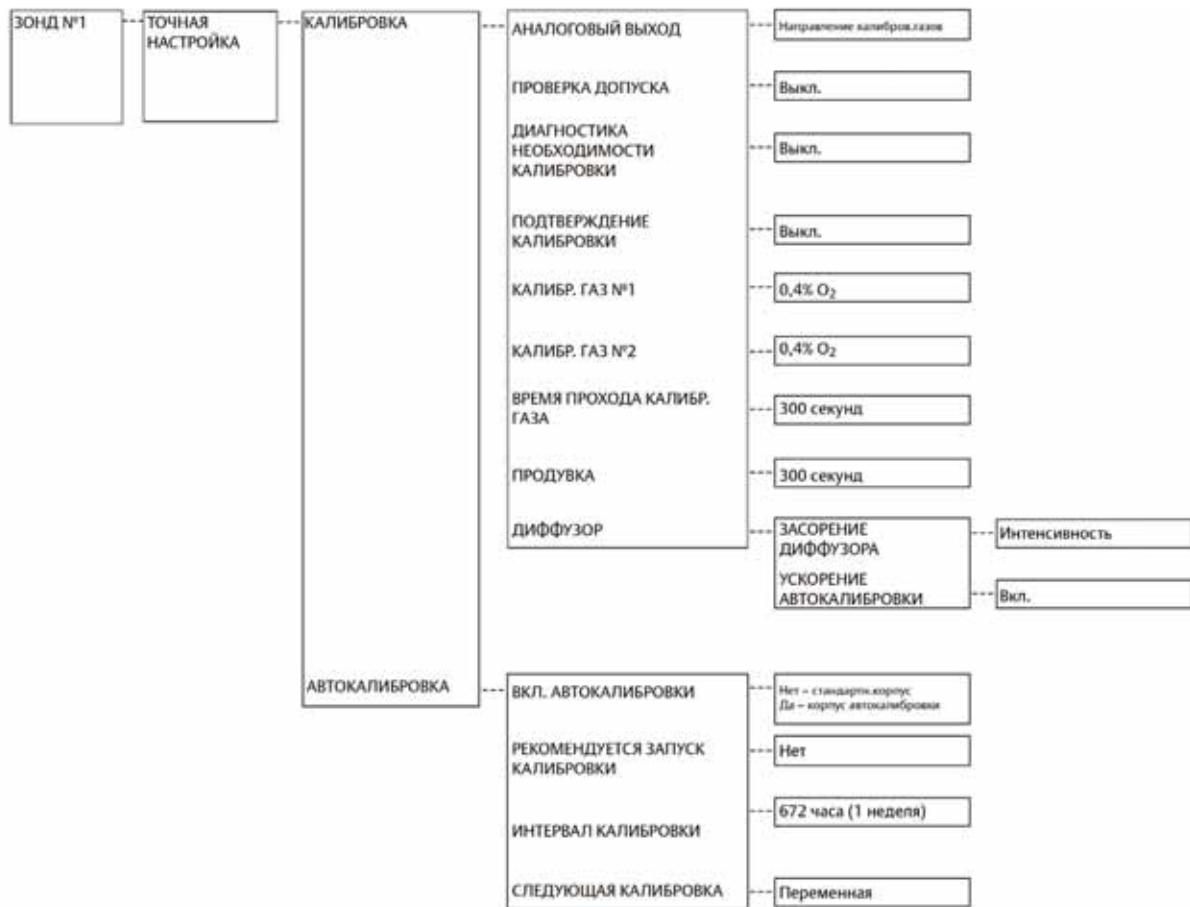 ЗОНД №1
ТОЧНАЯ
НАСТРОЙКА
КАЛИБРОВКА
АНАЛОГОВЫЙ ВЫХОД
Направление калибров.газов
ПРОВЕРКА ДОПУСКА
Выкл.
ДИАГНОСТИКА
НЕОБХОДИМОСТИ
КАЛИБРОВКИ
Выкл.
ПОДТВЕРЖДЕНИЕ
КАЛИБРОВКИ
Выкл.
КАЛИБР. ГАЗ №1
0,4% O₂
КАЛИБР. ГАЗ №2
0,4% O₂
ВРЕМЯ ПРОХОДА КАЛИБР.
ГАЗА
300 секунд
ПРОДУВКА
300 секунд
ДИФФУЗОР
ЗАСОРЕНИЕ
ДИФФУЗОРА
Интенсивность
УСКОРЕНИЕ
АВТОКАЛИБРОВКИ
Вкл.
АВТОКАЛИБРОВКА
ВКЛ. АВТОКАЛИБРОВКИ
Нет – стандартн.корпус
Да – корпус автокалибровки
РЕКОМЕНДУЕТСЯ ЗАПУСК
КАЛИБРОВКИ
Нет
ИНТЕРВАЛ КАЛИБРОВКИ
672 часа (1 неделя)
СЛЕДУЮЩАЯ КАЛИБРОВКА
Переменная